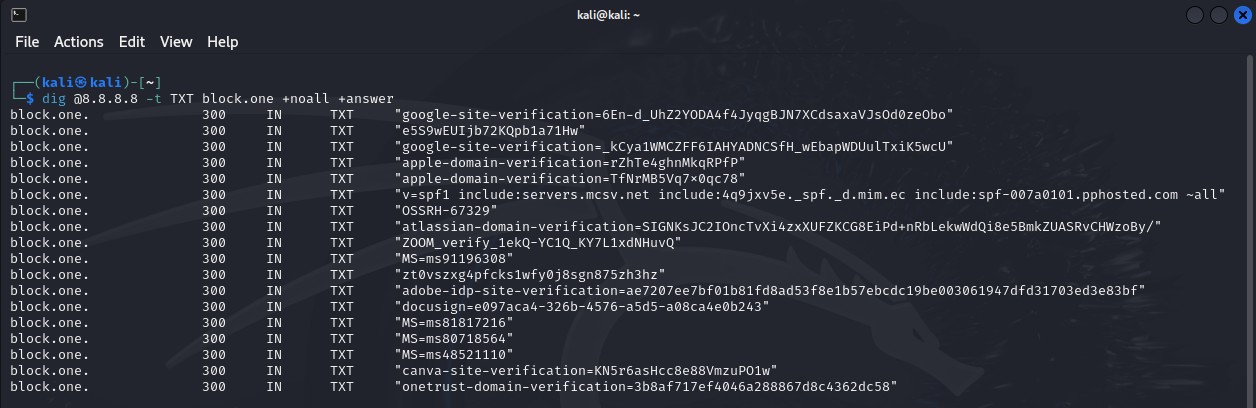 kali@kali: ~
File Actions Edit View Help
┌──(kali㉿kali)-[~]
└─$ dig @8.8.8.8 -t TXT block.one +noall +answer
block.one. 300 IN TXT "google-site-verification=6En-d_UhZ2YODA4f4JyqgBJN7XCdsaxaVJsOd0zeObo"
block.one. 300 IN TXT "e5S9wEUIjb72KQpb1a71Hw"
block.one. 300 IN TXT "google-site-verification=_kCya1WMCZFF6IAHYADNCSfH_wEbapWDUulTxiK5wcU"
block.one. 300 IN TXT "apple-domain-verification=rZhTe4ghnMkqRPfP"
block.one. 300 IN TXT "apple-domain-verification=TfNrMB5Vq7×0qc78"
block.one. 300 IN TXT "v=spf1 include:servers.mcsv.net include:4q9jxv5e._spf._d.mim.ec include:spf-007a0101.pphosted.com ~all"
block.one. 300 IN TXT "OSSRH-67329"
block.one. 300 IN TXT "atlassian-domain-verification=SIGNKsJC2IOncTvXi4zxXUFZKCG8EiPd+nRbLekwWdQi8e5BmkZUASRvCHWzoBy/"
block.one. 300 IN TXT "ZOOM_verify_1ekQ-YC1Q_KY7L1xdNHuvQ"
block.one. 300 IN TXT "MS=ms91196308"
block.one. 300 IN TXT "zt0vszxg4pfcks1wfy0j8sgn875zh3hz"
block.one. 300 IN TXT "adobe-idp-site-verification=ae7207ee7bf01b81fd8ad53f8e1b57ebcdc19be003061947dfd31703ed3e83bf"
block.one. 300 IN TXT "docusign=e097aca4-326b-4576-a5d5-a08ca4e0b243"
block.one. 300 IN TXT "MS=ms81817216"
block.one. 300 IN TXT "MS=ms80718564"
block.one. 300 IN TXT "MS=ms48521110"
block.one. 300 IN TXT "canva-site-verification=KN5r6asHcc8e88VmzuPO1w"
block.one. 300 IN TXT "onetrust-domain-verification=3b8af717ef4046a288867d8c4362dc58"